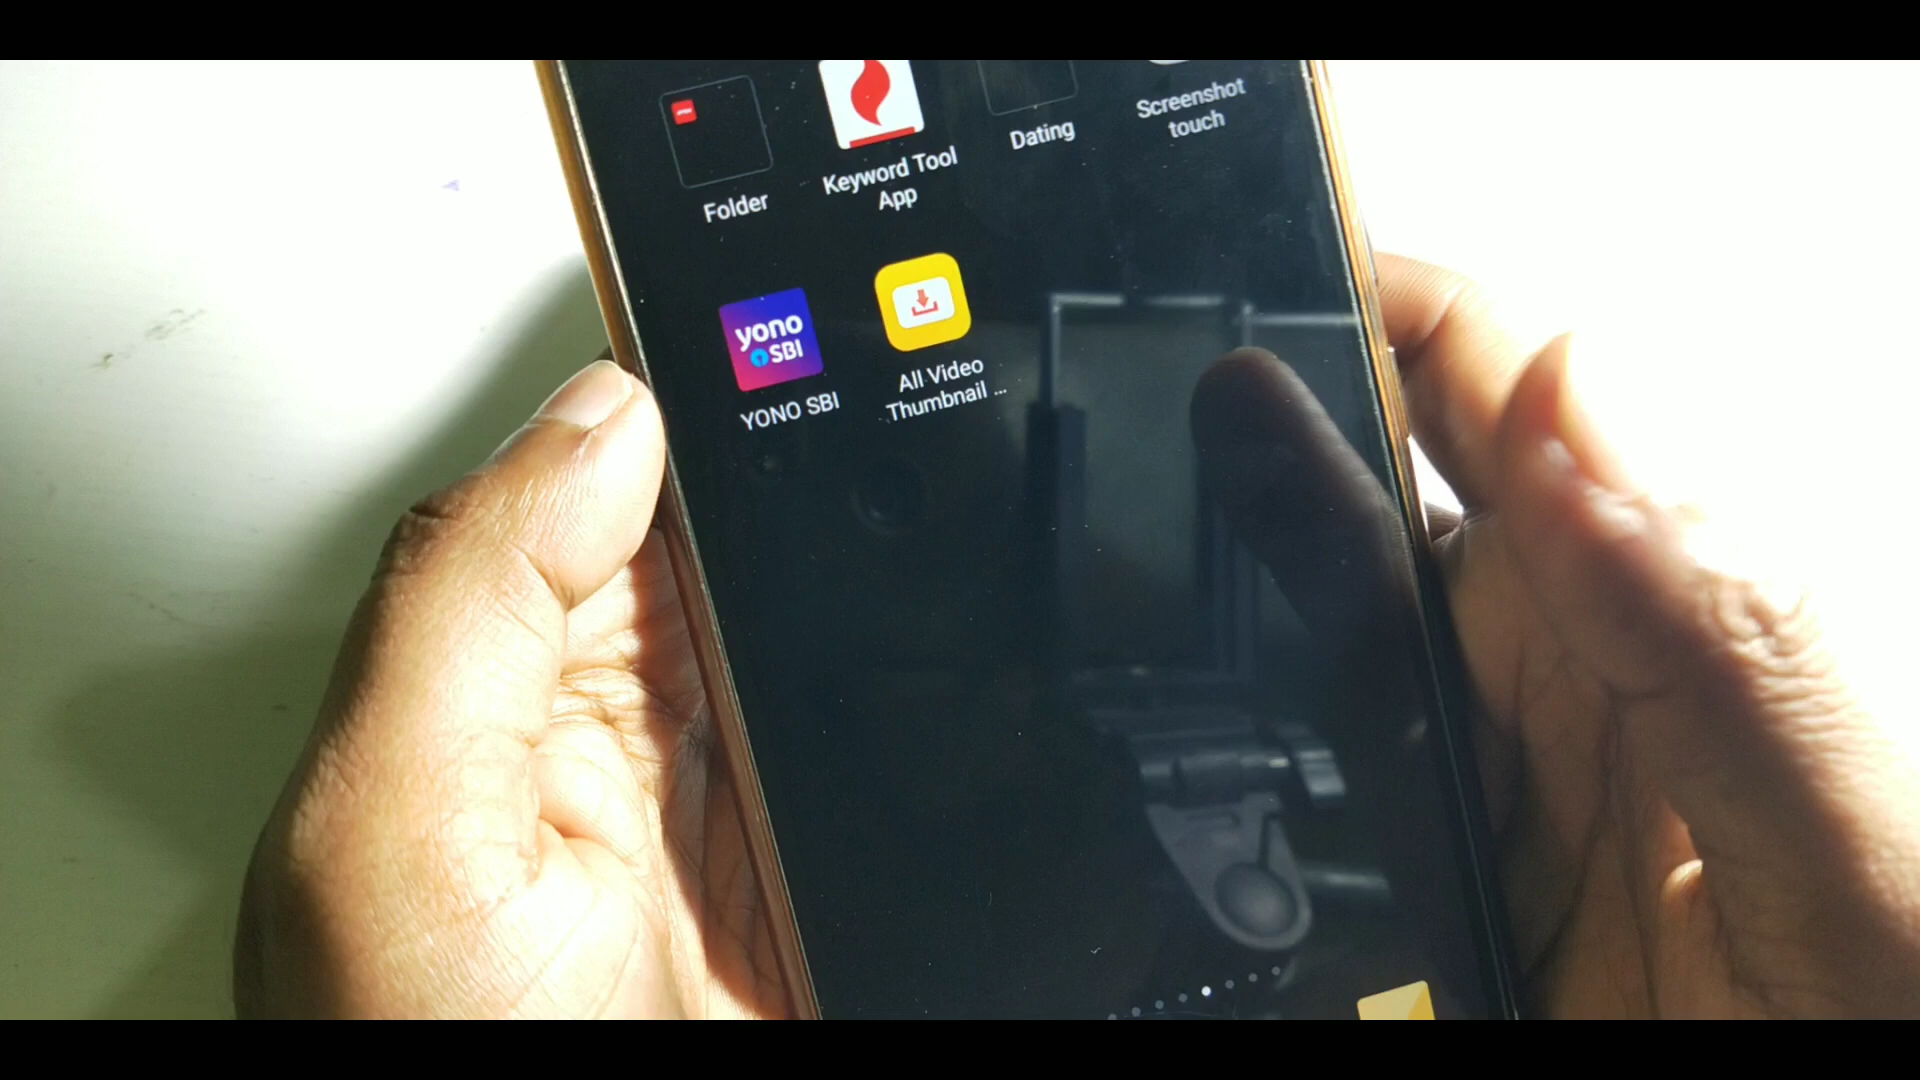 Folder
Keyword Tool
App
Dating
Screenshot
touch
yono
SBI
YONO SBI
All Video
Thumbnail ...